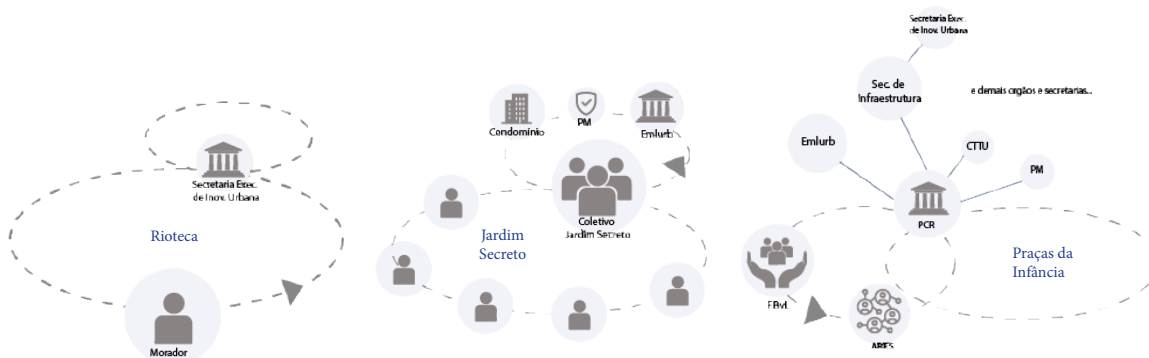 Secretaria Exec.
de Inov. Urbana
Rioteca
Morador
Condomínio
PM
Emlurb
Coletivo
Jardim Secreto
Jardim
Secreto
Secretaria Exec.
de Inov. Urbana
Sec. de
Infraestrutura
e demais orgãos e secretarias...
Emlurb
CTTU
PM
PCR
Praças da
Infância
ARIES